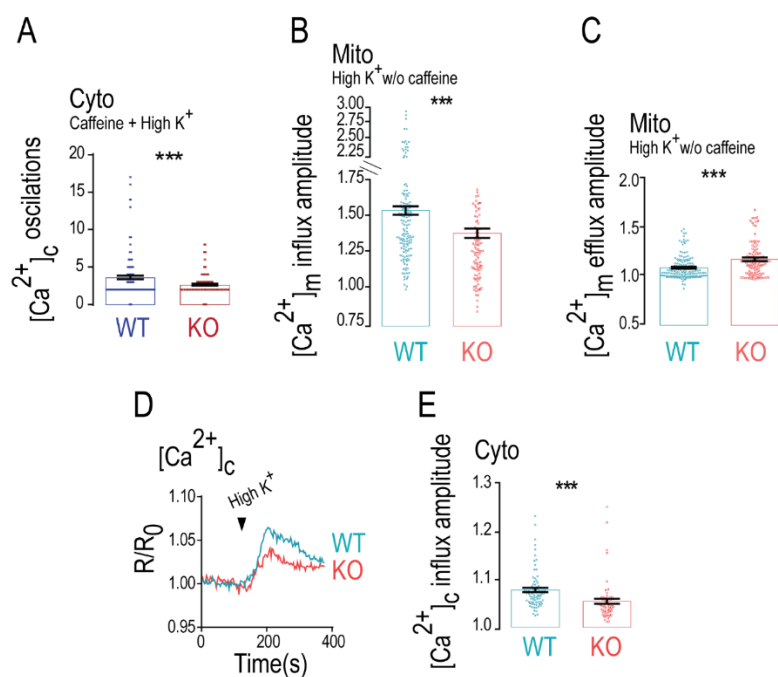 A
Cyto
Caffeine + High K⁺
***
[Ca²⁺]c oscilations
20
15
10
5
0
WT
KO
B
Mito
High K⁺ w/o caffeine
***
[Ca²⁺]m influx amplitude
3.00
2.75
2.50
2.25
1.75
1.50
1.25
1.00
0.75
WT
KO
C
Mito
High K⁺ w/o caffeine
***
[Ca²⁺]m efflux amplitude
2.0
1.5
1.0
0.5
WT
KO
D
[Ca²⁺]c
High K⁺
R/R0
1.10
1.05
1.00
0.95
WT
KO
0
200
400
Time(s)
E
Cyto
***
[Ca²⁺]c influx amplitude
1.3
1.2
1.1
1.0
WT
KO